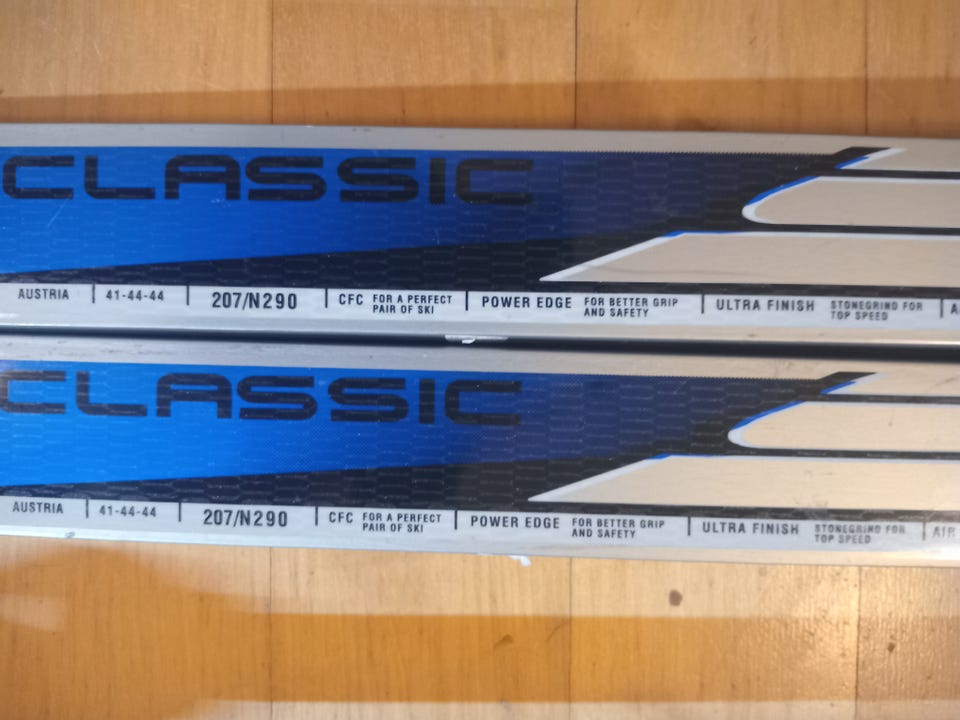 CLASSIC
AUSTRIA 41-44-44 207/N290 CFC FOR A PERFECT PAIR OF SKI POWER EDGE FOR BETTER GRIP AND SAFETY ULTRA FINISH STONEGRIND FOR TOP SPEED
CLASSIC
AUSTRIA 41-44-44 207/N290 CFC FOR A PERFECT PAIR OF SKI POWER EDGE FOR BETTER GRIP AND SAFETY ULTRA FINISH STONEGRIND FOR TOP SPEED AIR